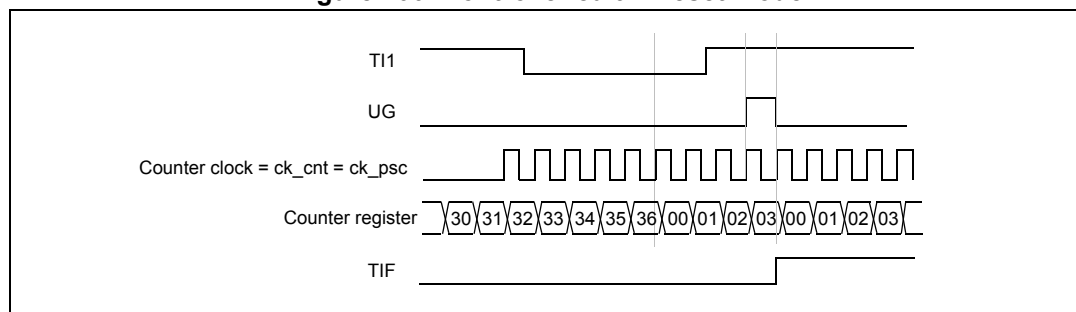 TI1
UG
Counter clock = ck_cnt = ck_psc
Counter register 30 31 32 33 34 35 36 00 01 02 03 00 01 02 03
TIF